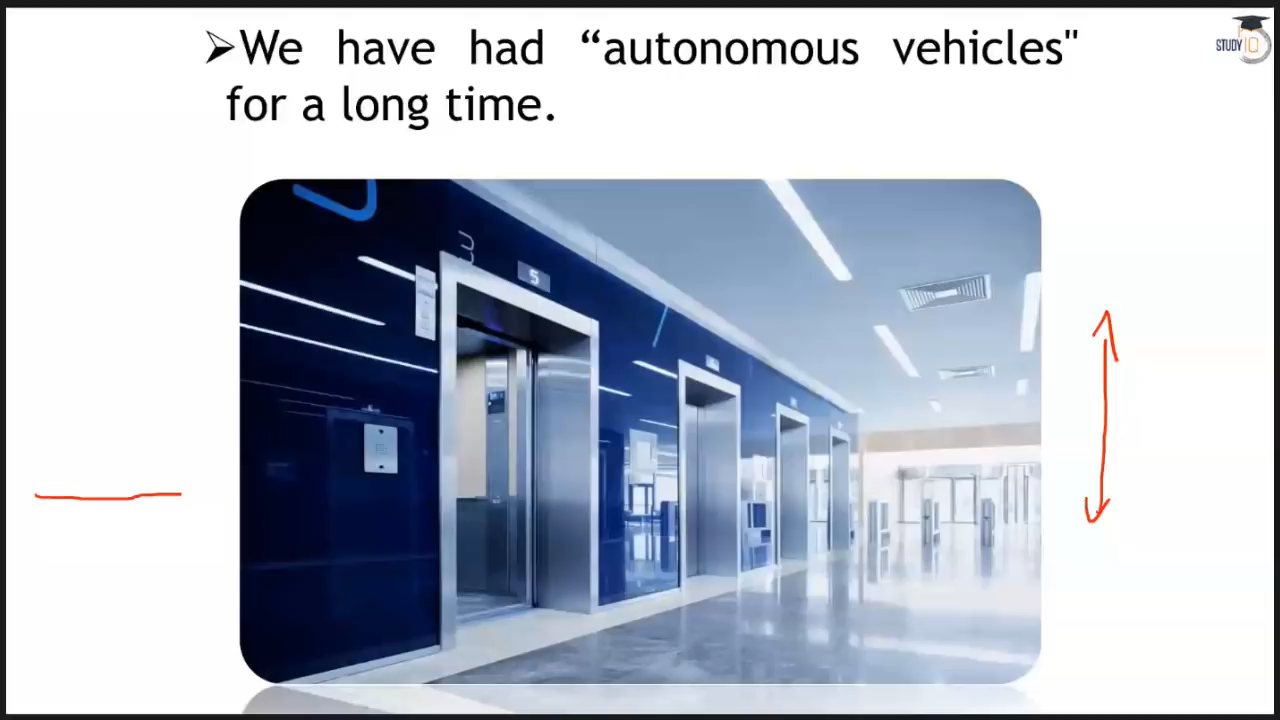 ➢We have had “autonomous vehicles"
for a long time.
STUDY IQ
5